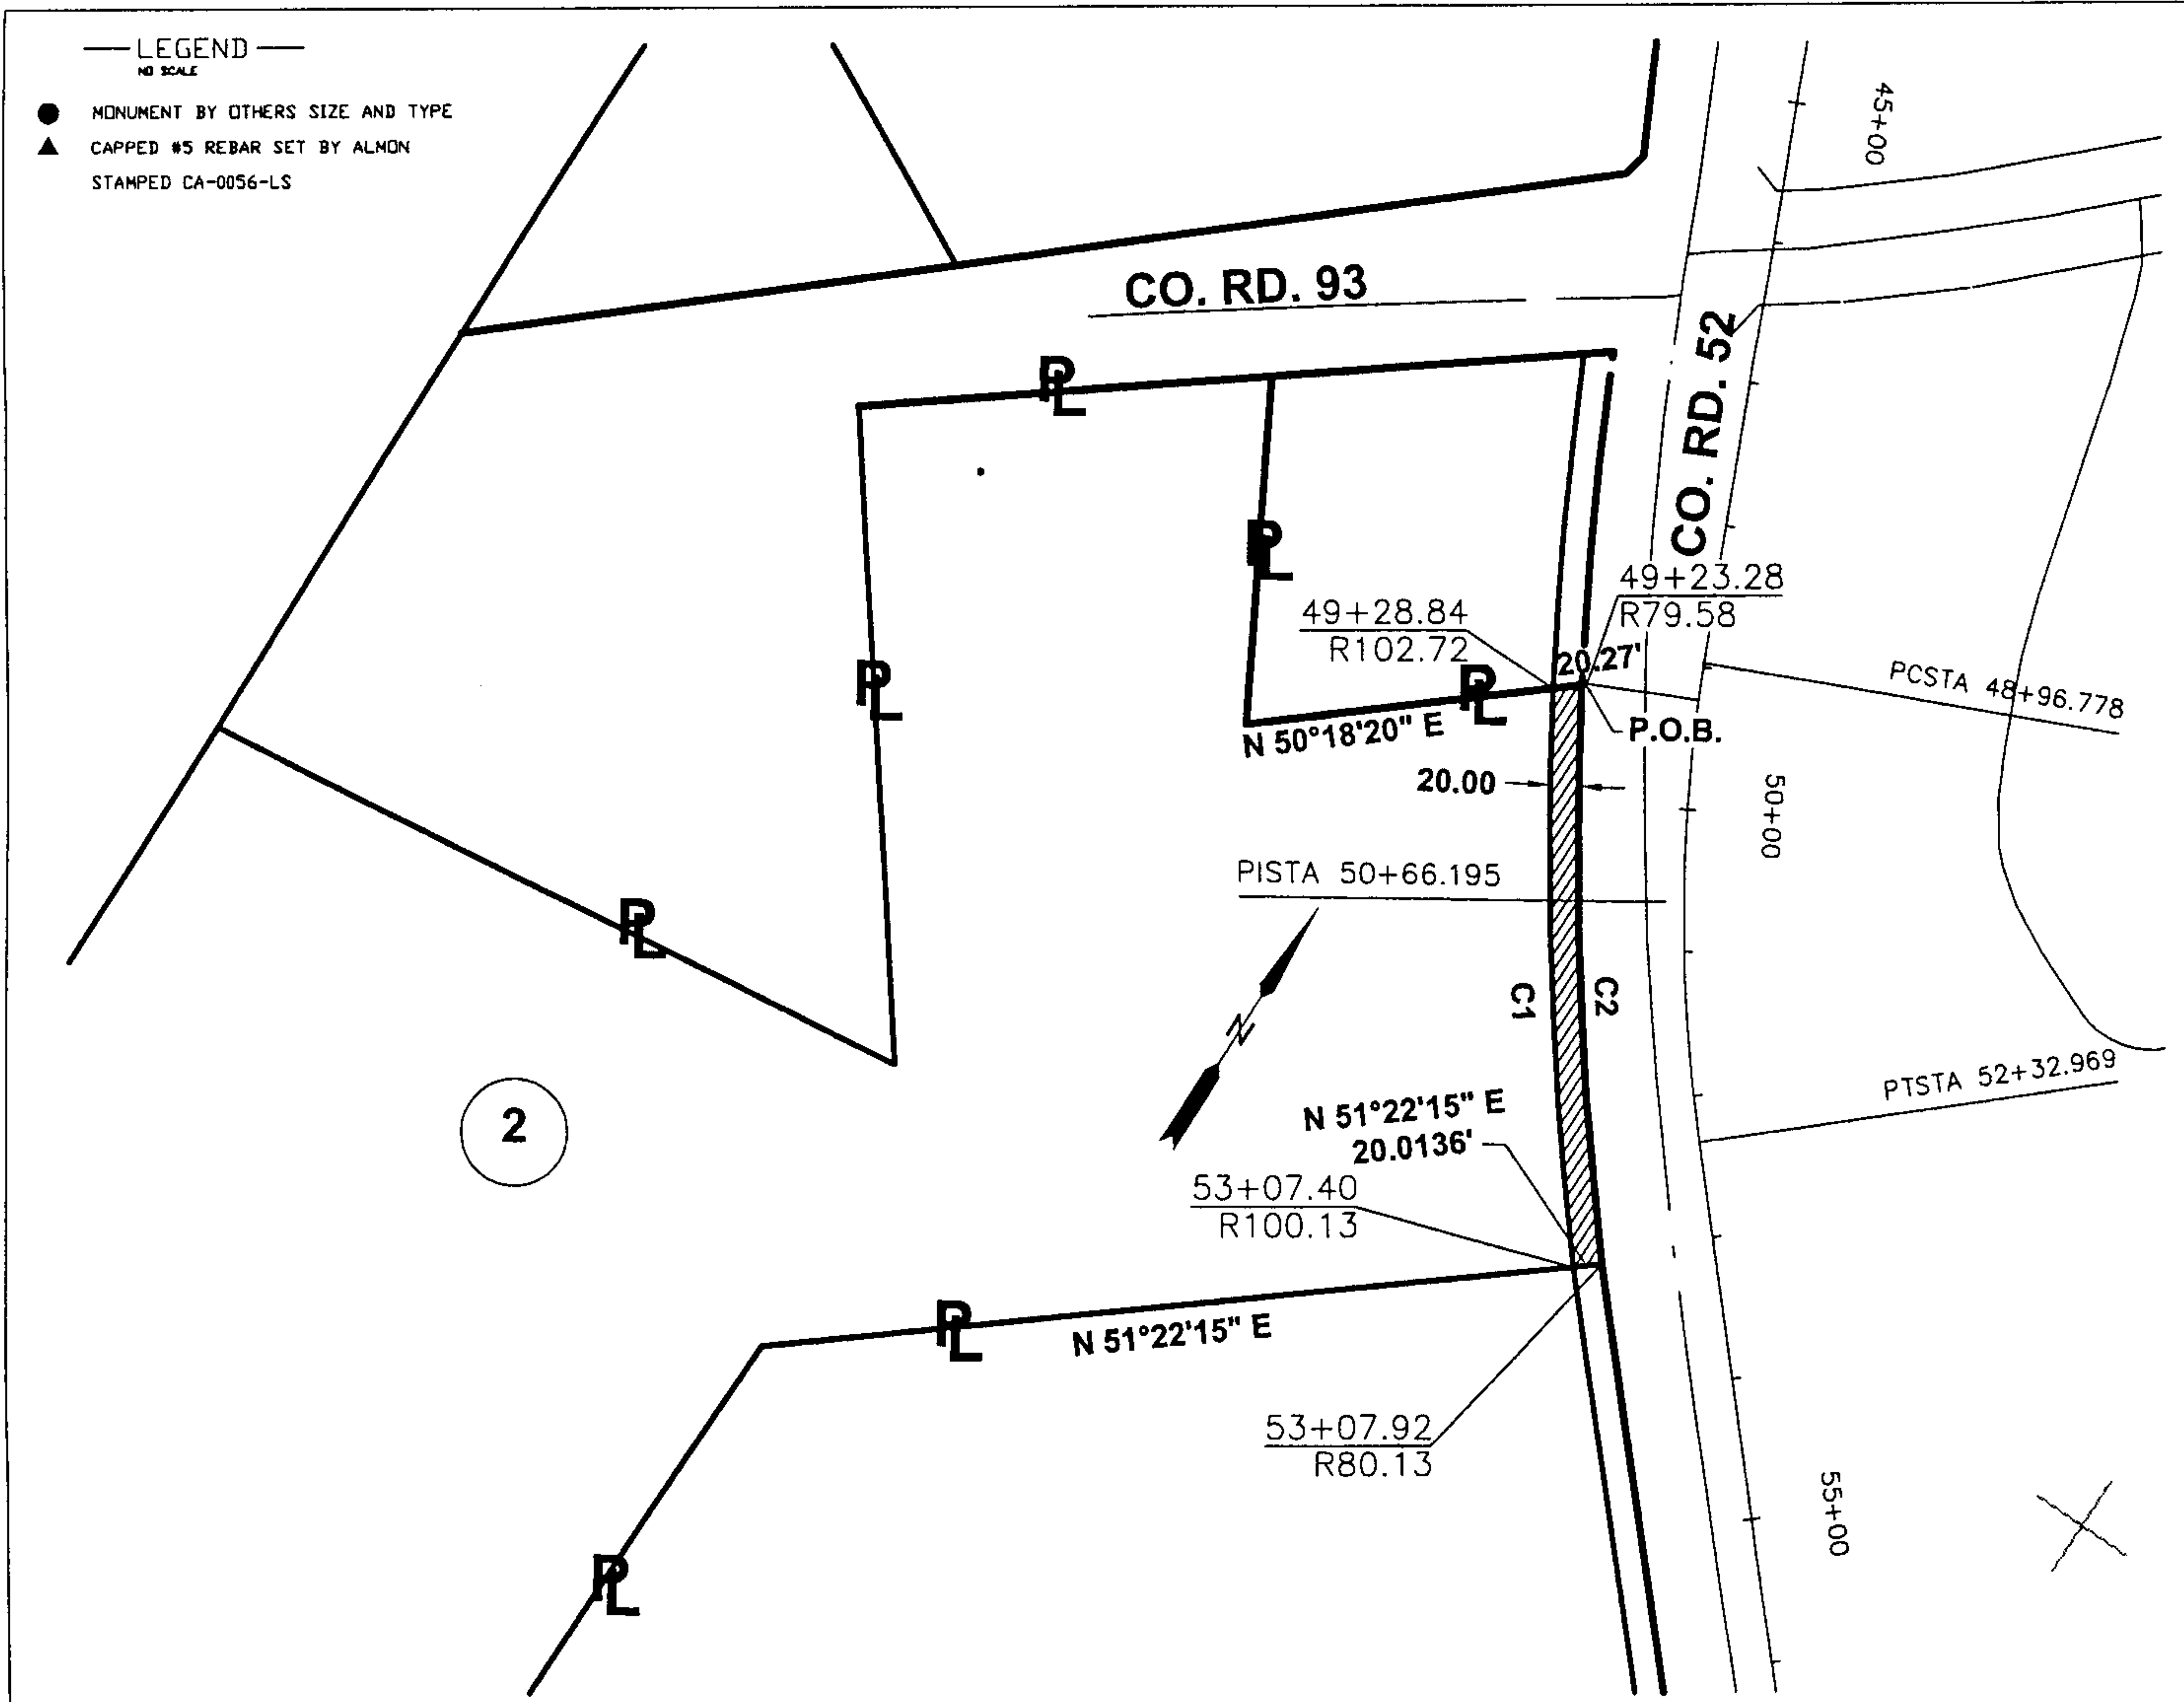 LEGEND
NO SCALE
MONUMENT BY OTHERS SIZE AND TYPE
CAPPED #5 REBAR SET BY ALMON
STAMPED CA-0056-LS
45+00
CO. RD. 93
CO. RD. 52
PL
PL
49+23.28
R79.58
49+28.84
R102.72
20.27'
PL
PL
PCSTA 48+96.778
N 50°18'20" E
P.O.B.
20.00
50+00
PISTA 50+66.195
PL
C1
C2
N
N 51°22'15" E
20.0136'
PTSTA 52+32.969
2
53+07.40
R100.13
PL
N 51°22'15" E
53+07.92
R80.13
55+00
PL